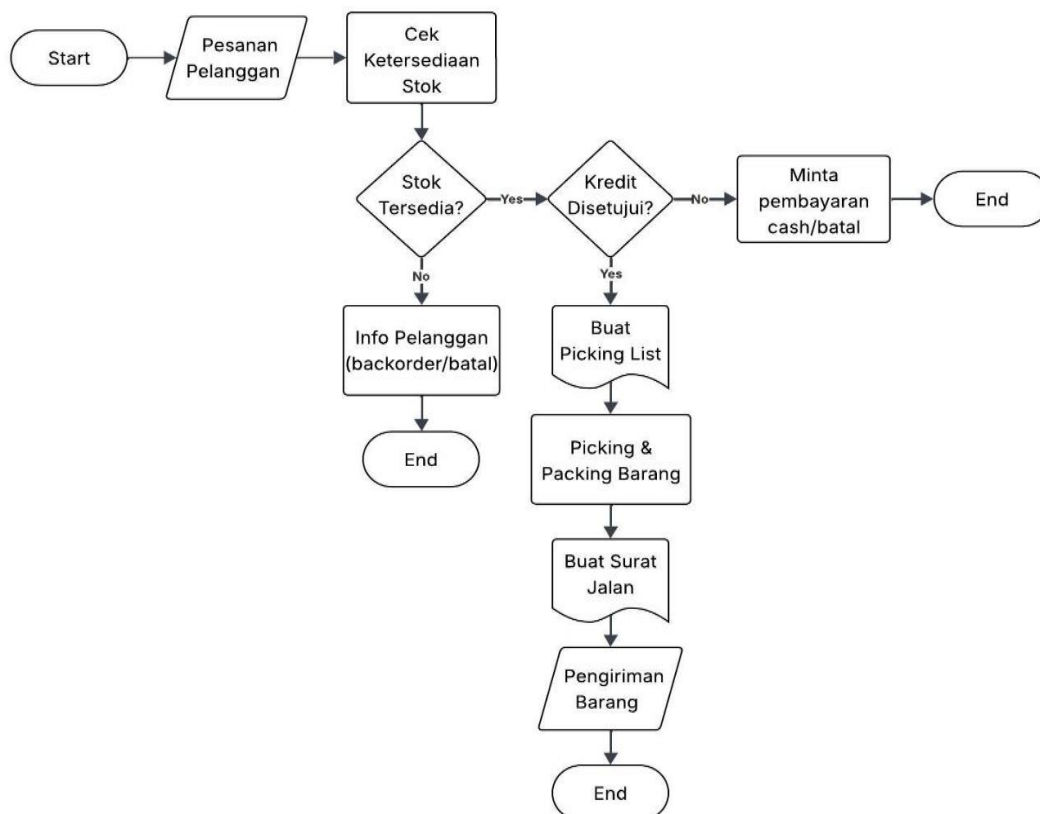 Start
Pesanan
Pelanggan
Cek
Ketersediaan
Stok
Stok
Tersedia?
Yes
Kredit
Disetujui?
No
Minta
pembayaran
cash/batal
End
No
Info Pelanggan
(backorder/batal)
End
Yes
Buat
Picking List
Picking &
Packing Barang
Buat Surat
Jalan
Pengiriman
Barang
End